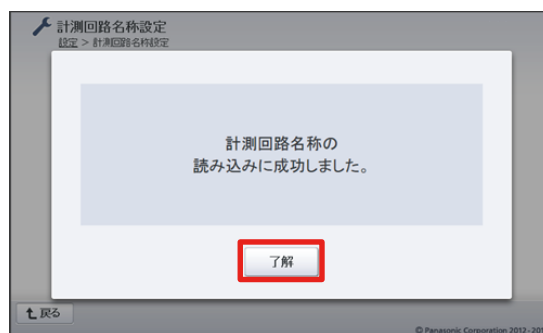 計測回路名称設定
設定 > 計測回路名称設定
計測回路名称の
読み込みに成功しました。
了解
戻る
© Panasonic Corporation 2012-201